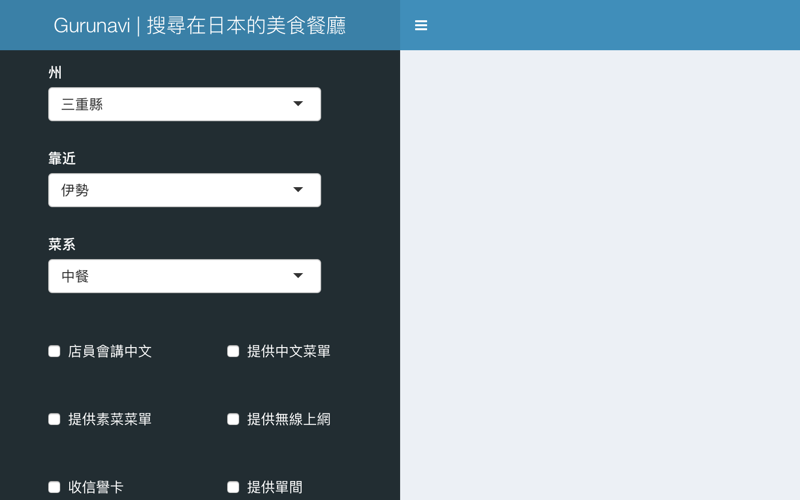 Gurunavi | 搜尋在日本的美食餐廳
州
三重縣
靠近
伊勢
菜系
中餐
店員會講中文
提供中文菜單
提供素菜菜單
提供無線上網
收信譽卡
提供單間